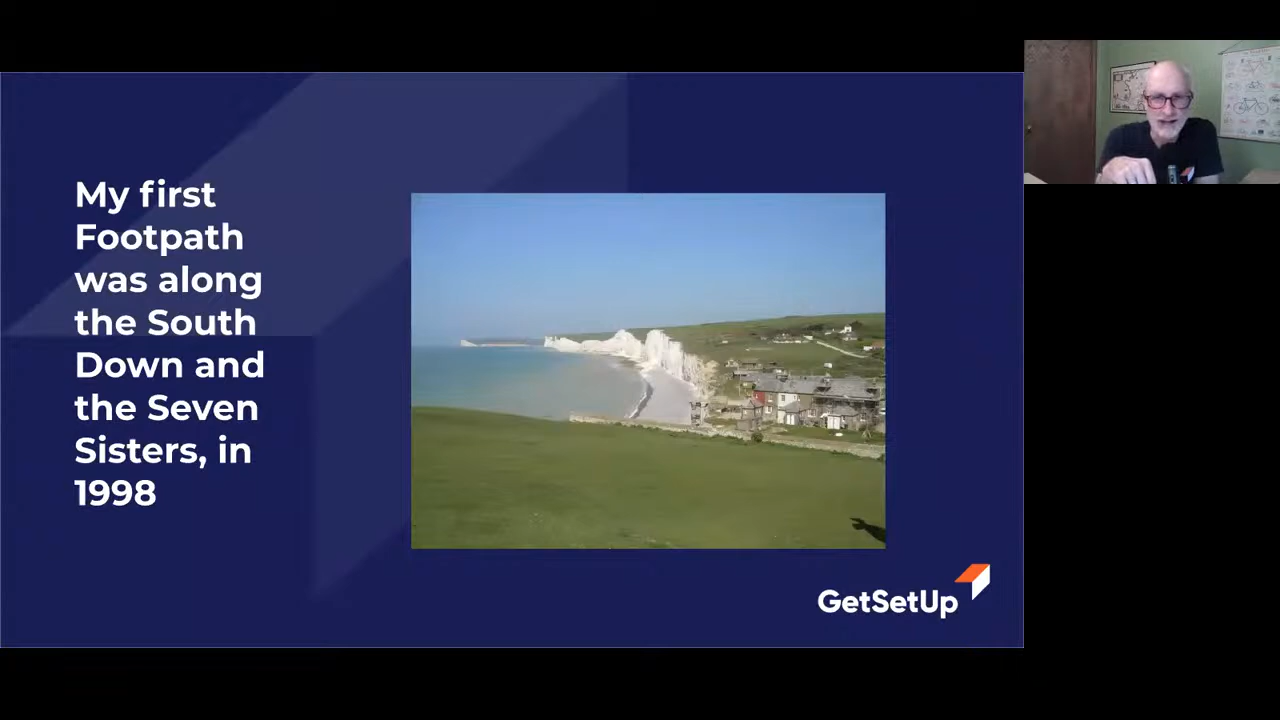 My first
Footpath
was along
the South
Down and
the Seven
Sisters, in
1998
GetSetUp